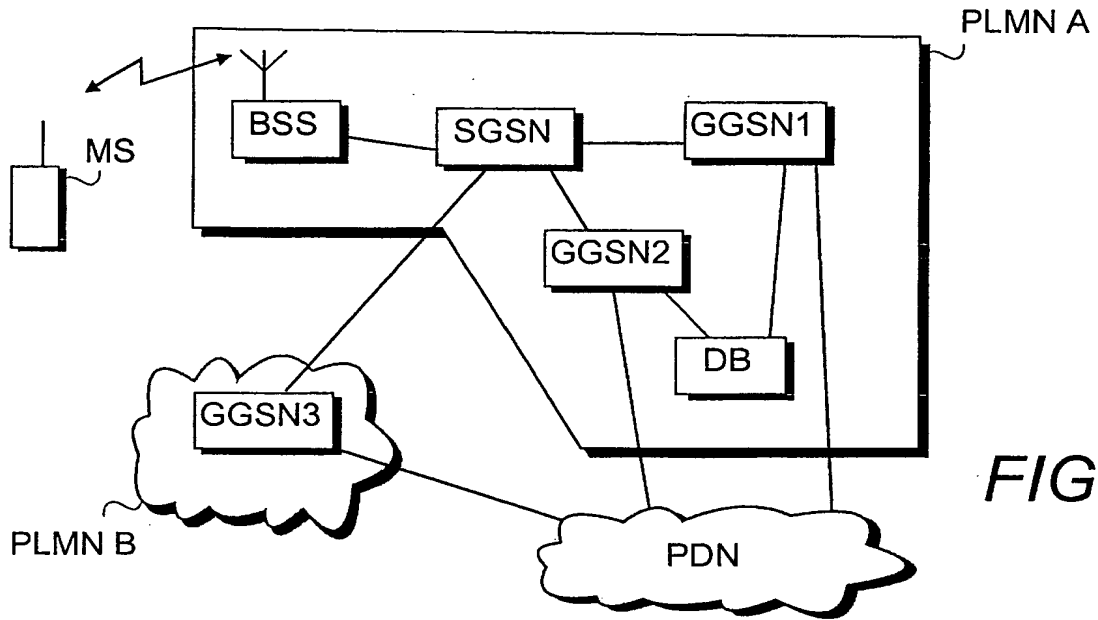 PLMN A
BSS
SGSN
GGSN1
MS
GGSN2
DB
GGSN3
FIG
PLMN B
PDN